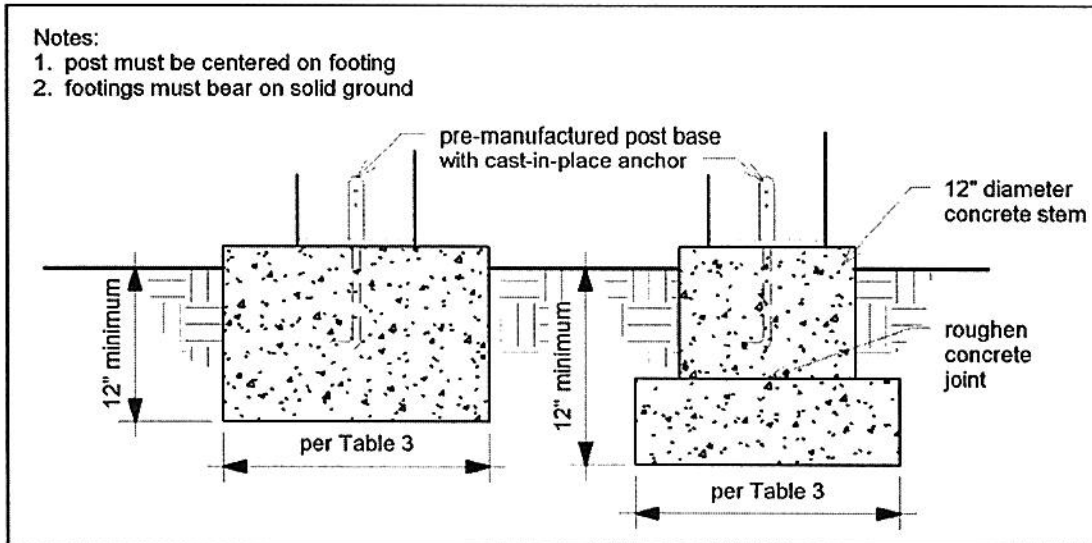 Notes:
1. post must be centered on footing
2. footings must bear on solid ground
pre-manufactured post base
with cast-in-place anchor
12" diameter
concrete stem
12" minimum
12" minimum
roughen
concrete
joint
per Table 3
per Table 3